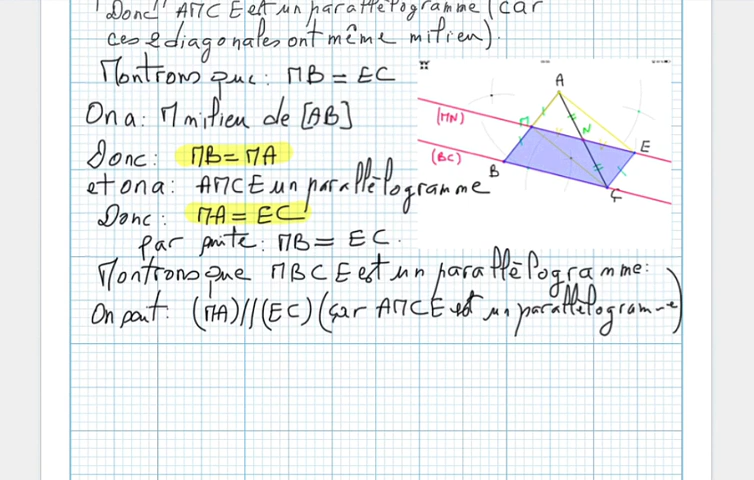 Donc AMCE est un parallélogramme (car
ces 2 diagonales ont même milieu).
Montrons que : MB = EC
On a : M milieu de [AB]
Donc : MB = MA
et on a : AMCE un parallélogramme
Donc : MA = EC
par suite : MB = EC.
Montrons que MBCE est un parallélogramme :
On sait : (MA) // (EC) (car AMCE est un parallélogramme)
A
(MN)
M
N
E
(BC)
B
C